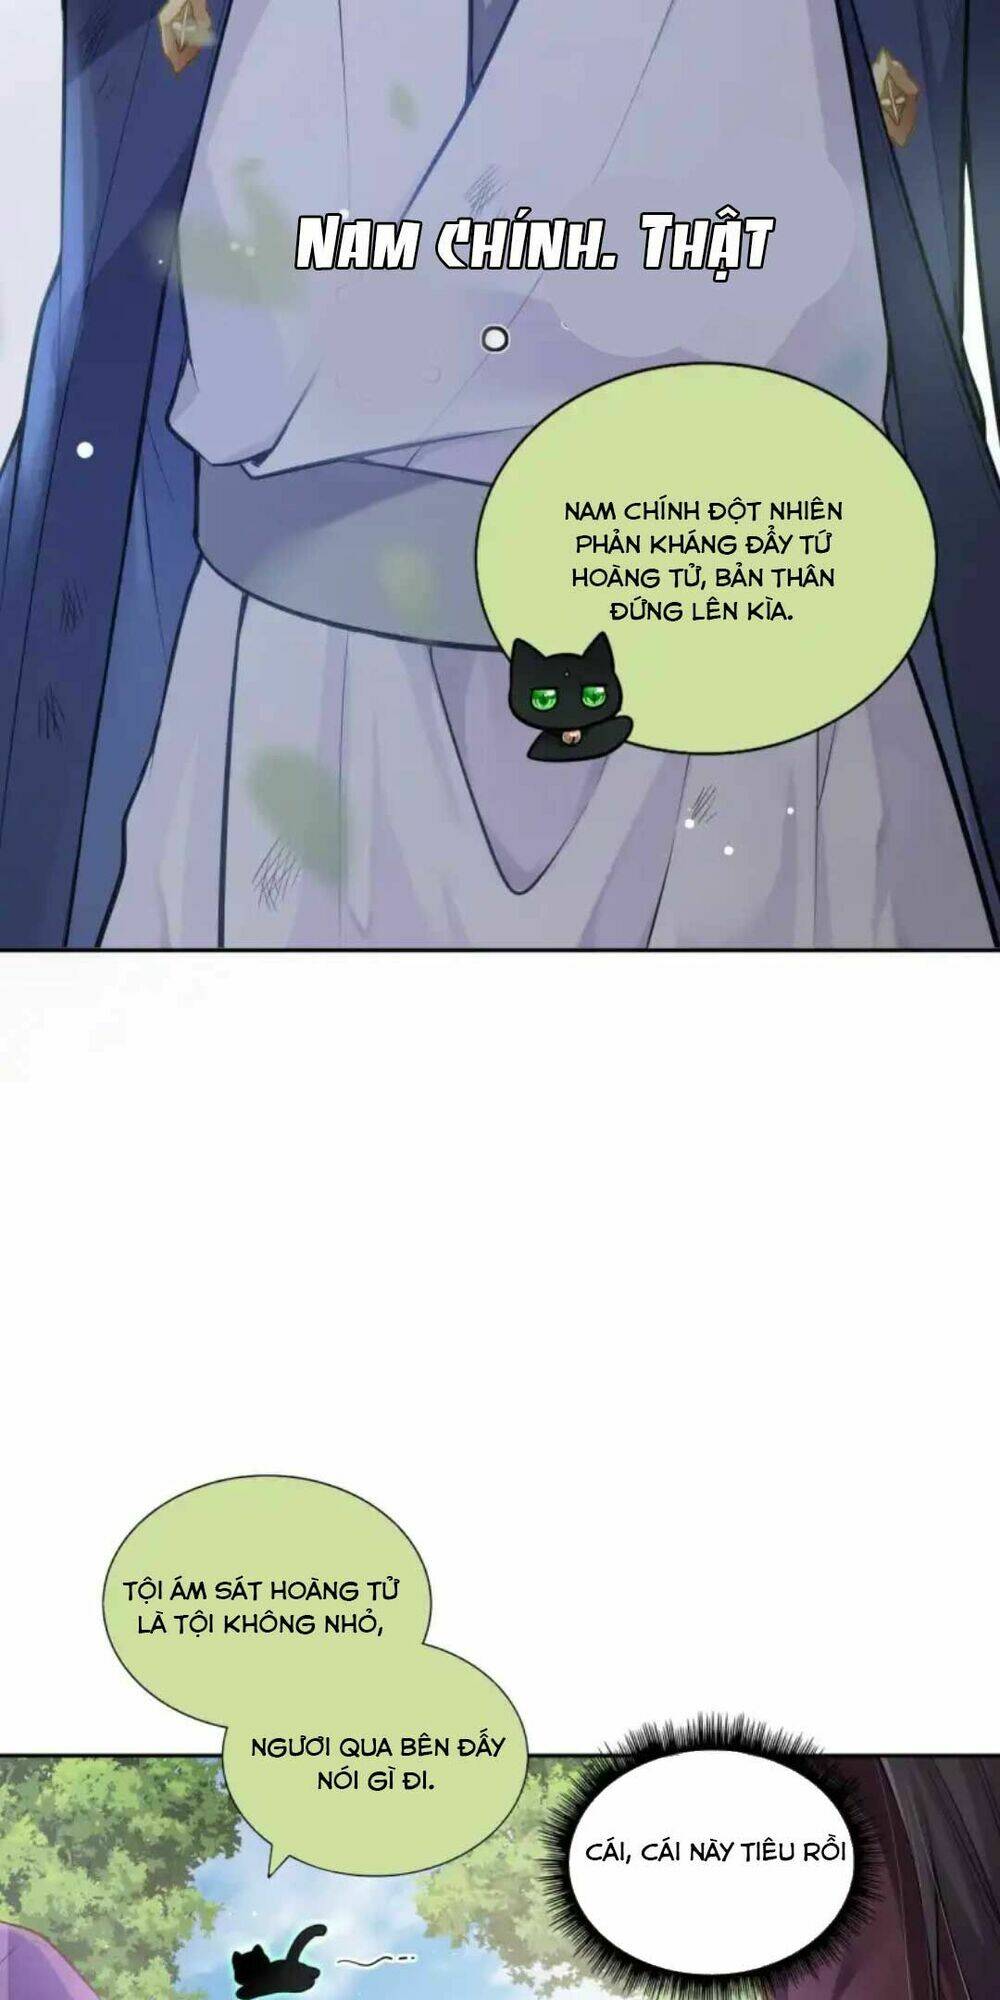 NAM CHÍNH. THẬT
NAM CHÍNH ĐỘT NHIÊN
PHẢN KHÁNG ĐẨY TỨ
HOÀNG TỬ, BẢN THÂN
ĐỨNG LÊN KÌA.
TỘI ÁM SÁT HOÀNG TỬ
LÀ TỘI KHÔNG NHỎ,
NGƯƠI QUA BÊN ĐẤY
NÓI GÌ ĐI.
CÁI, CÁI NÀY TIÊU RỒI